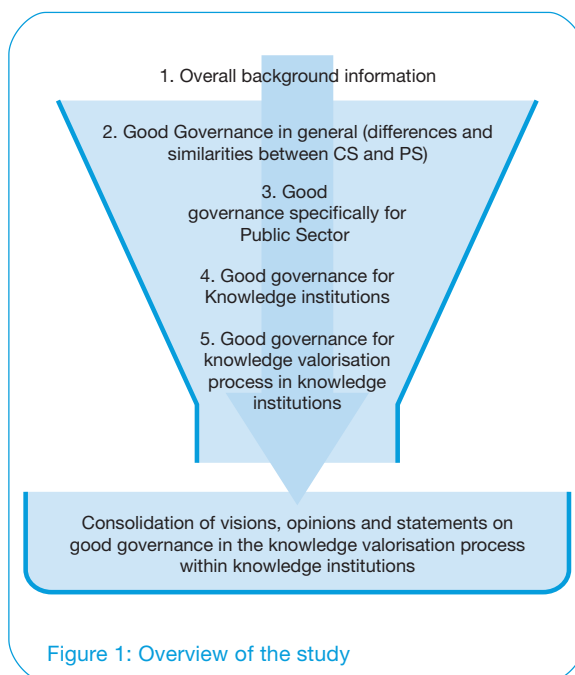 1. Overall background information
2. Good Governance in general (differences and
similarities between CS and PS)
3. Good
governance specifically for
Public Sector
4. Good governance for
Knowledge institutions
5. Good governance for
knowledge valorisation
process in knowledge
institutions
Consolidation of visions, opinions and statements on
good governance in the knowledge valorisation process
within knowledge institutions
Figure 1: Overview of the study